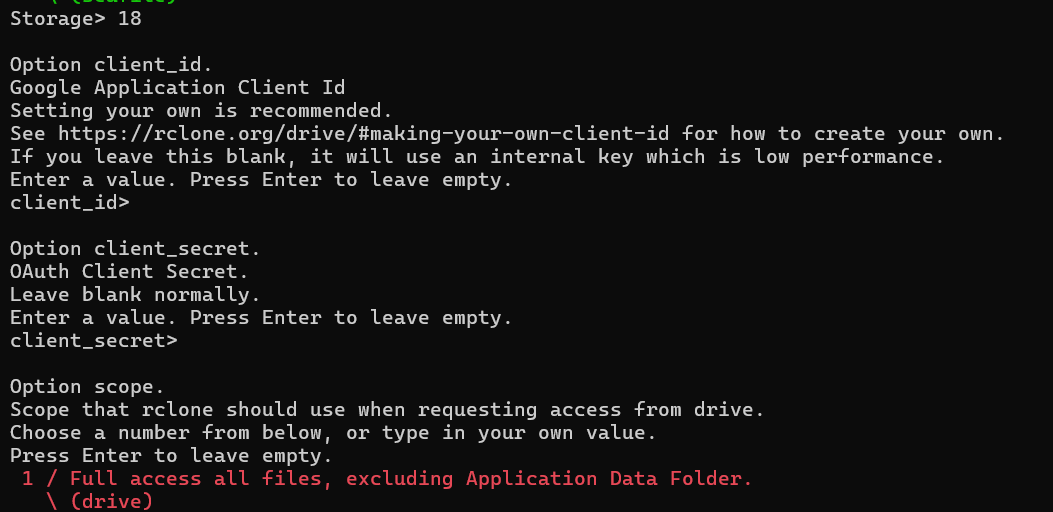 Storage> 18
Option client_id.
Google Application Client Id
Setting your own is recommended.
See https://rclone.org/drive/#making-your-own-client-id for how to create your own.
If you leave this blank, it will use an internal key which is low performance.
Enter a value. Press Enter to leave empty.
client_id>
Option client_secret.
OAuth Client Secret.
Leave blank normally.
Enter a value. Press Enter to leave empty.
client_secret>
Option scope.
Scope that rclone should use when requesting access from drive.
Choose a number from below, or type in your own value.
Press Enter to leave empty.
 1 / Full access all files, excluding Application Data Folder.
   \ (drive)